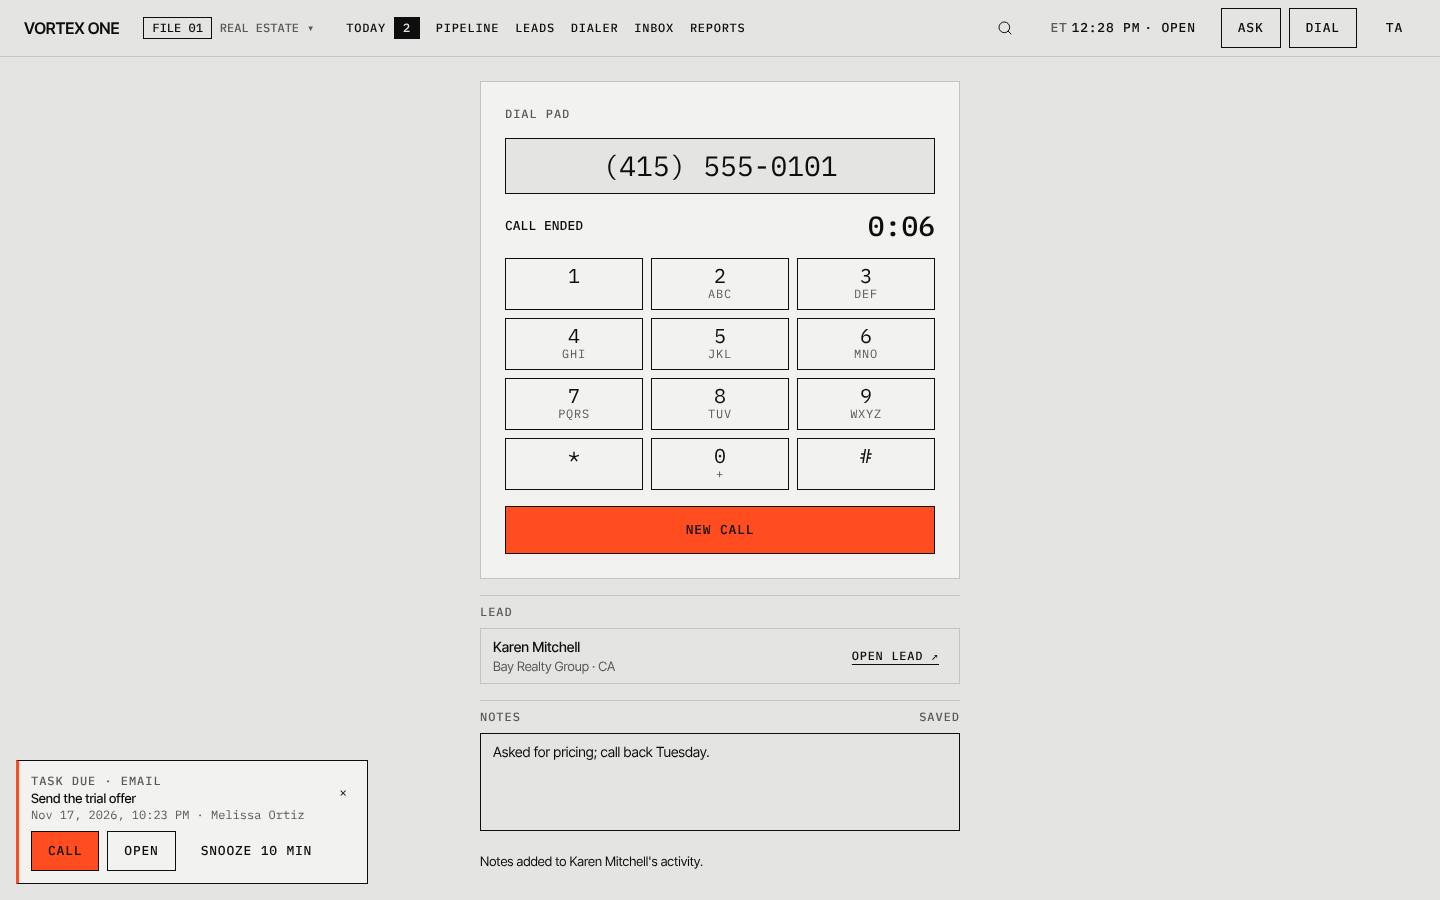 VORTEX ONE FILE 01 REAL ESTATE ▾ TODAY 2 PIPELINE LEADS DIALER INBOX REPORTS ET 12:28 PM · OPEN ASK DIAL TA
DIAL PAD
(415) 555-0101
CALL ENDED 0:06
1 2 3
ABC DEF
4 5 6
GHI JKL MNO
7 8 9
PQRS TUV WXYZ
* 0 #
+
NEW CALL
LEAD
Karen Mitchell
Bay Realty Group · CA
OPEN LEAD ↗
NOTES SAVED
Asked for pricing; call back Tuesday.
Notes added to Karen Mitchell's activity.
TASK DUE · EMAIL
Send the trial offer
Nov 17, 2026, 10:23 PM · Melissa Ortiz
×
CALL OPEN SNOOZE 10 MIN